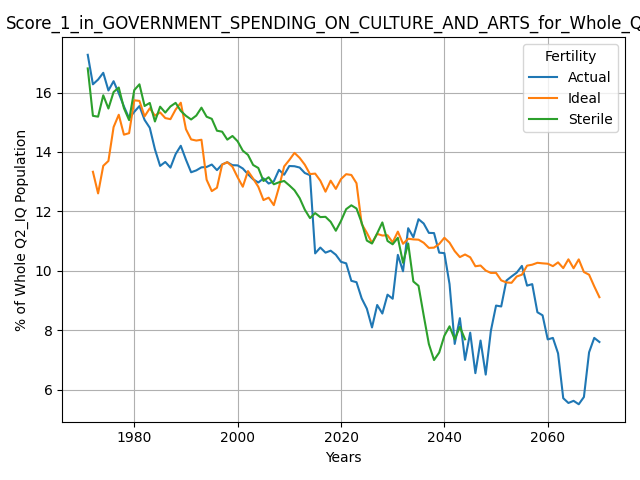 Score_1_in_GOVERNMENT_SPENDING_ON_CULTURE_AND_ARTS_for_Whole_Q
Fertility
Actual
Ideal
Sterile
% of Whole Q2_IQ Population
16
14
12
10
8
6
1980 2000 2020 2040 2060
Years